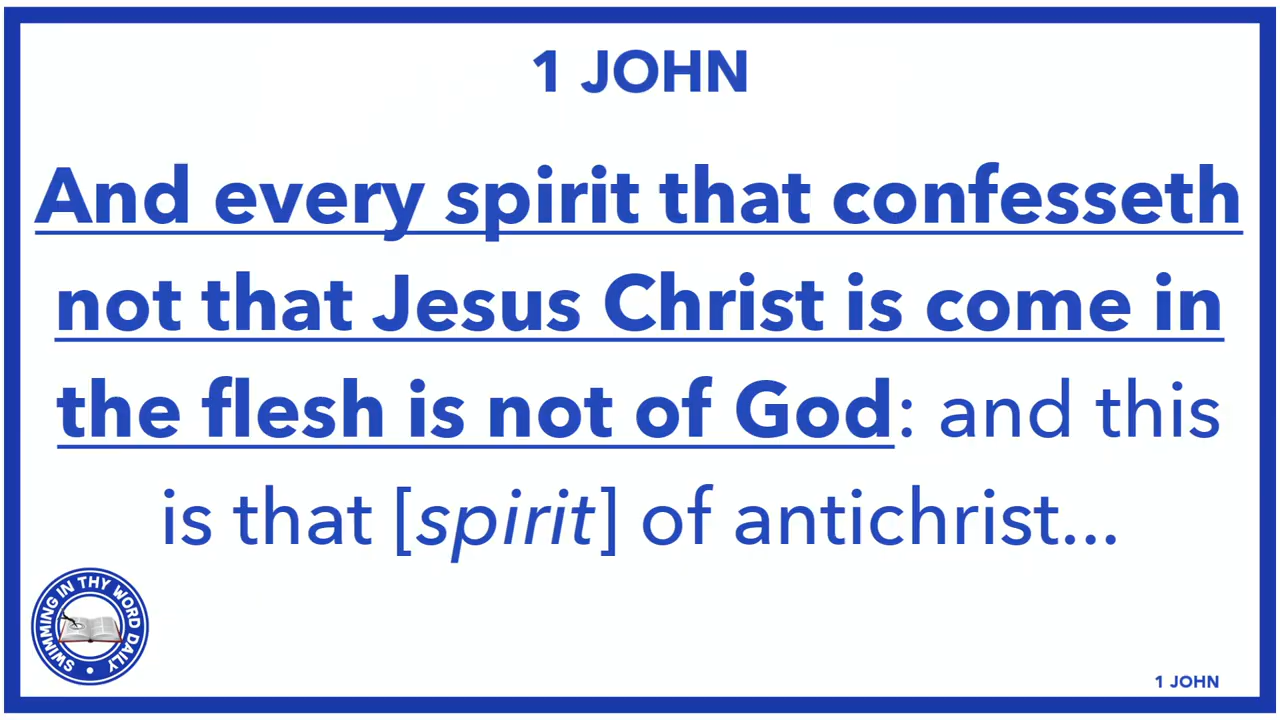 1 JOHN
And every spirit that confesseth
not that Jesus Christ is come in
the flesh is not of God: and this
is that [spirit] of antichrist...
SWIMMING IN THY WORD DAILY
1 JOHN